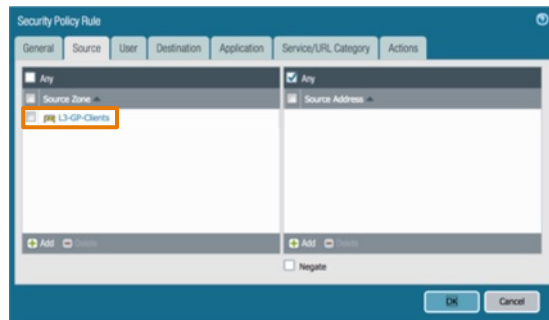 Security Policy Rule
General Source User Destination Application Service/URL Category Actions
Any
Any
Source Zone
Source Address
L3-GP-Clients
Add Delete
Add Delete
Negate
OK Cancel